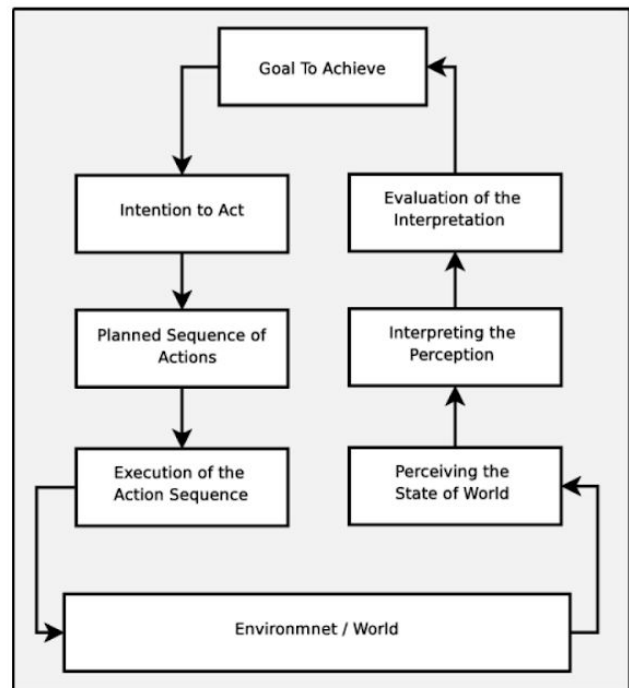 Goal To Achieve
Intention to Act
Planned Sequence of
Actions
Execution of the
Action Sequence
Environmnet / World
Perceiving the
State of World
Interpreting the
Perception
Evaluation of the
Interpretation